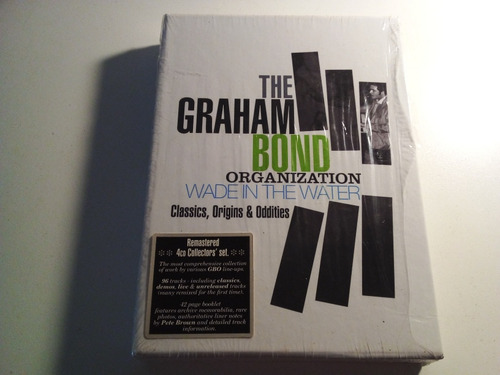 THE
GRAHAM
BOND
ORGANIZATION
WADE IN THE WATER
Classics, Origins & Oddities
Remastered
4CD Collectors' set.
The most comprehensive collection
of work by various GBO line-ups.
96 tracks - including classics,
demos, live & unreleased tracks
(many remixed for the first time).
42 page booklet
features archive memorabilia, rare
photos, authoritative liner notes
by Pete Brown and detailed track
information.